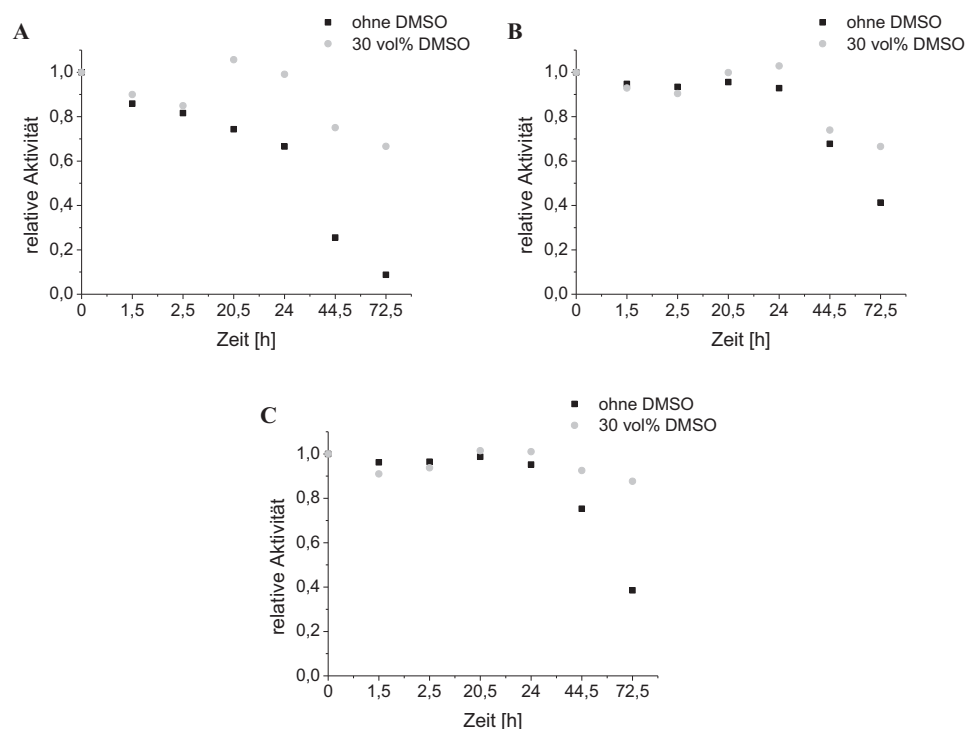 A
ohne DMSO
30 vol% DMSO
1,0
0,8
0,6
0,4
0,2
0,0
relative Aktivität
0 1,5 2,5 20,5 24 44,5 72,5
Zeit [h]
B
ohne DMSO
30 vol% DMSO
1,0
0,8
0,6
0,4
0,2
0,0
relative Aktivität
0 1,5 2,5 20,5 24 44,5 72,5
Zeit [h]
C
ohne DMSO
30 vol% DMSO
1,0
0,8
0,6
0,4
0,2
0,0
relative Aktivität
0 1,5 2,5 20,5 24 44,5 72,5
Zeit [h]